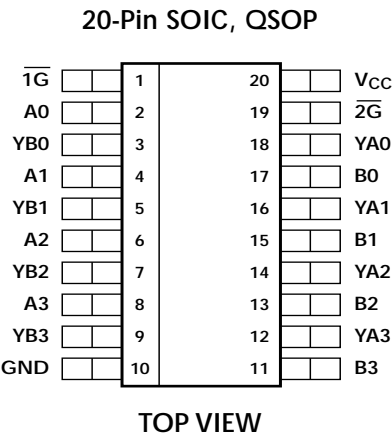 20-Pin SOIC, QSOP
1G 1 20 VCC
A0 2 19 2G
YB0 3 18 YA0
A1 4 17 B0
YB1 5 16 YA1
A2 6 15 B1
YB2 7 14 YA2
A3 8 13 B2
YB3 9 12 YA3
GND 10 11 B3
TOP VIEW